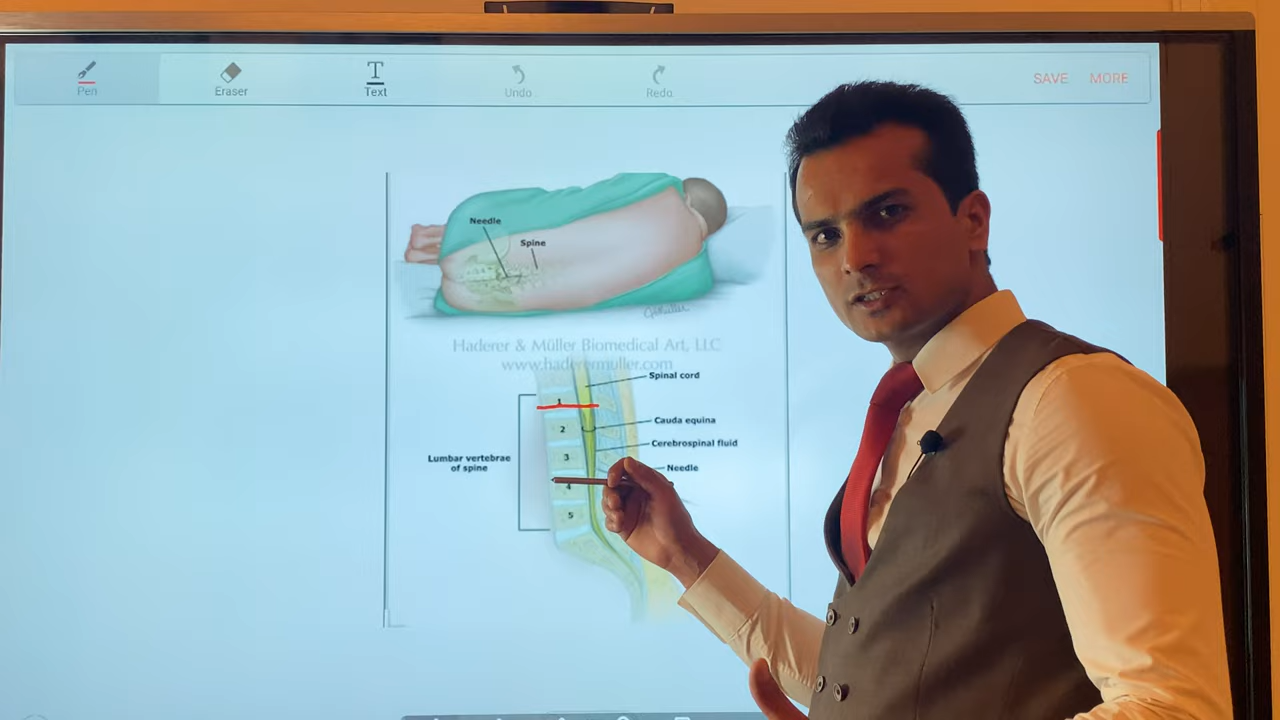 Pen
Eraser
Text
Undo
Redo
SAVE
MORE
Needle
Spine
Haderer & Müller Biomedical Art, LLC
www.haderermuller.com
Spinal cord
1
Cauda equina
2
Cerebrospinal fluid
Lumbar vertebrae
of spine
3
Needle
4
5